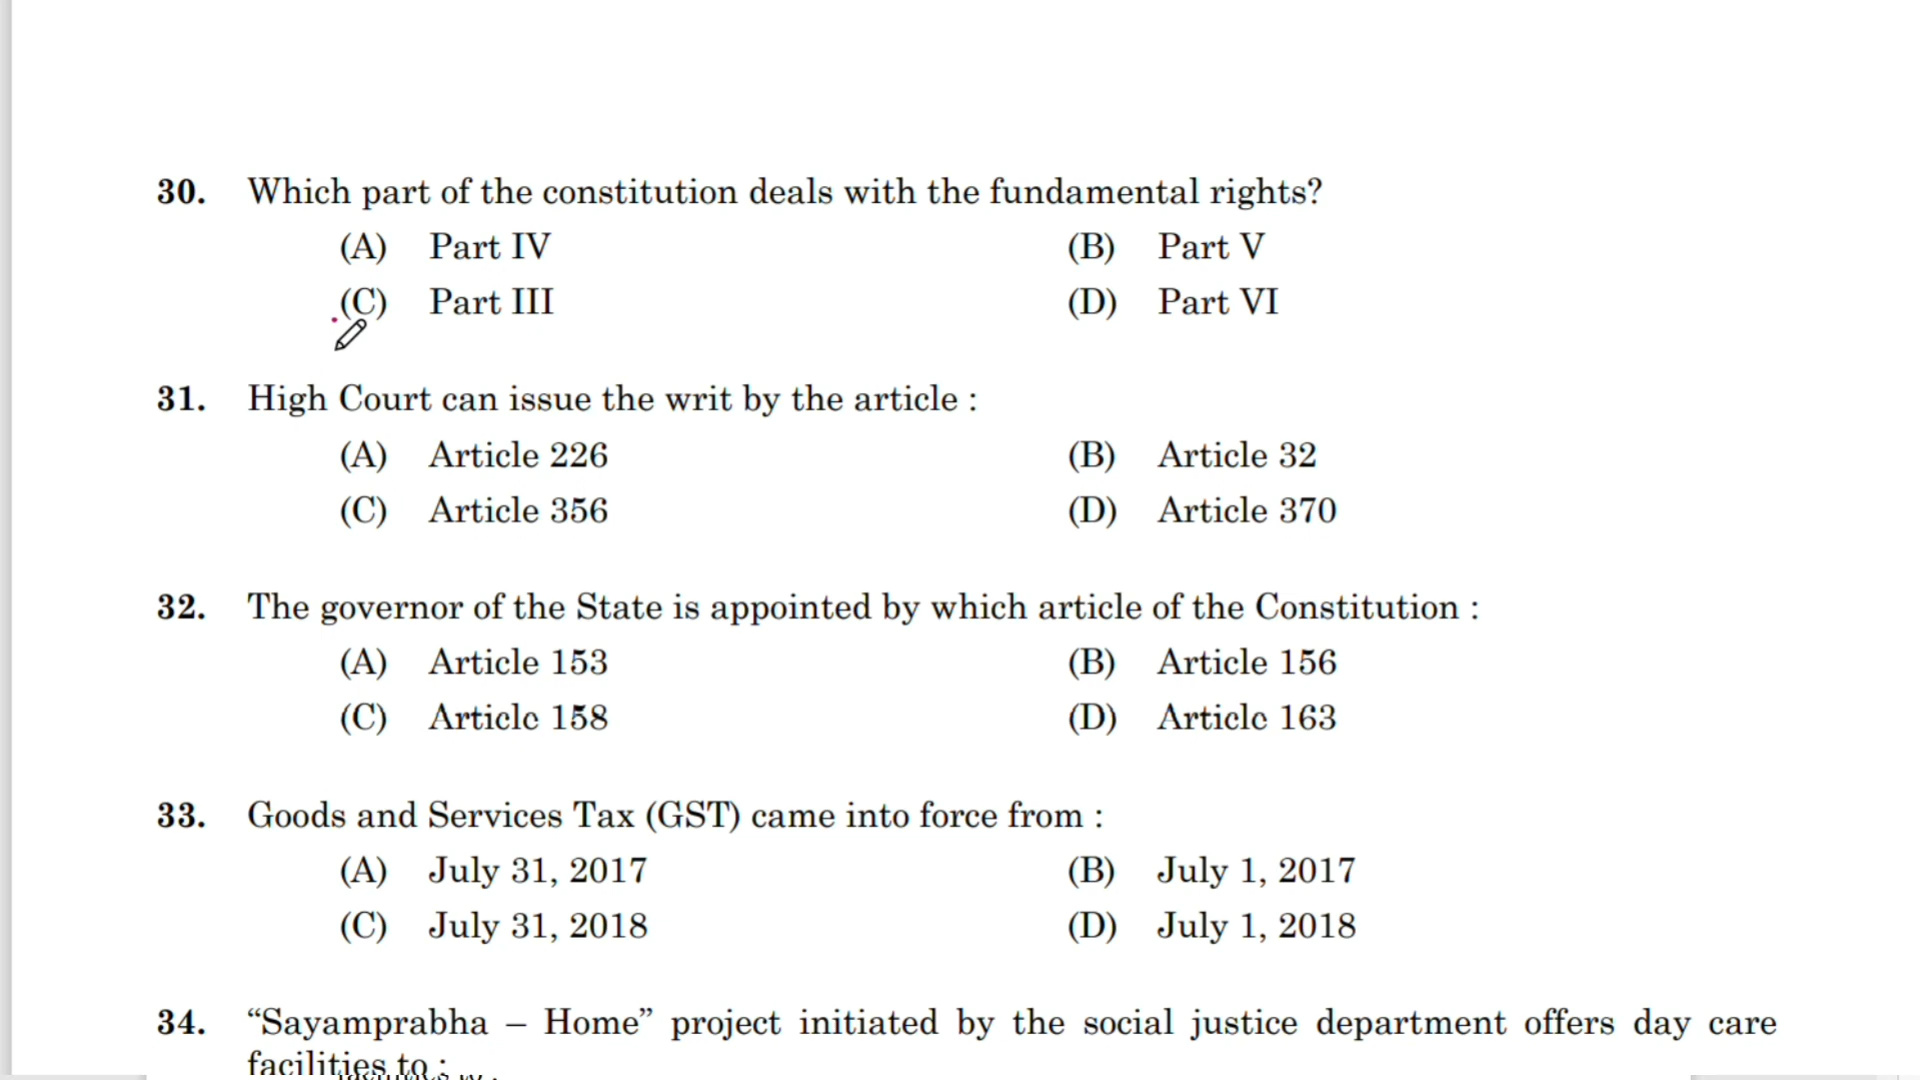 30. Which part of the constitution deals with the fundamental rights?
(A) Part IV (B) Part V
(C) Part III (D) Part VI
31. High Court can issue the writ by the article :
(A) Article 226 (B) Article 32
(C) Article 356 (D) Article 370
32. The governor of the State is appointed by which article of the Constitution :
(A) Article 153 (B) Article 156
(C) Article 158 (D) Article 163
33. Goods and Services Tax (GST) came into force from :
(A) July 31, 2017 (B) July 1, 2017
(C) July 31, 2018 (D) July 1, 2018
34. “Sayamprabha – Home” project initiated by the social justice department offers day care
facilities to :